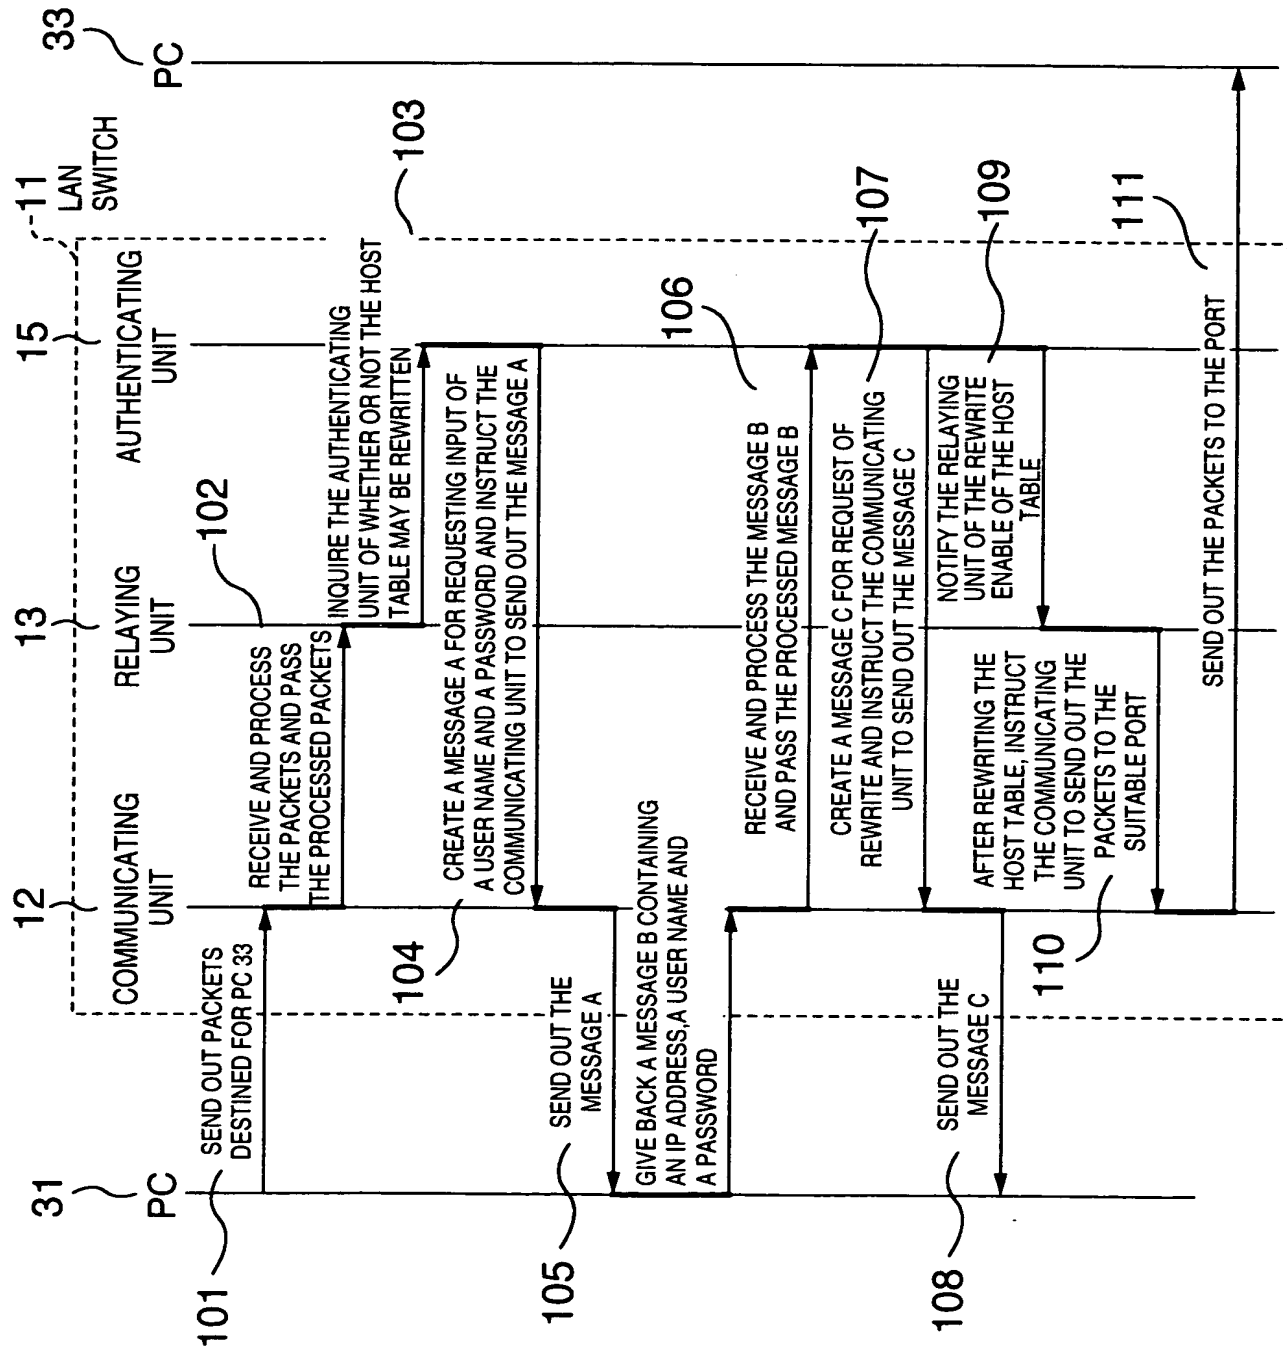 11
LAN
SWITCH
31
PC
12
COMMUNICATING
UNIT
13
RELAYING
UNIT
15
AUTHENTICATING
UNIT
33
PC
101
SEND OUT PACKETS
DESTINED FOR PC 33
102
RECEIVE AND PROCESS
THE PACKETS AND PASS
THE PROCESSED PACKETS
103
INQUIRE THE AUTHENTICATING
UNIT OF WHETHER OR NOT THE HOST
TABLE MAY BE REWRITTEN
104
CREATE A MESSAGE A FOR REQUESTING INPUT OF
A USER NAME AND A PASSWORD AND INSTRUCT THE
COMMUNICATING UNIT TO SEND OUT THE MESSAGE A
105
SEND OUT THE
MESSAGE A
GIVE BACK A MESSAGE B CONTAINING
AN IP ADDRESS,A USER NAME AND
A PASSWORD
106
RECEIVE AND PROCESS THE MESSAGE B
AND PASS THE PROCESSED MESSAGE B
107
CREATE A MESSAGE C FOR REQUEST OF
REWRITE AND INSTRUCT THE COMMUNICATING
UNIT TO SEND OUT THE MESSAGE C
108
SEND OUT THE
MESSAGE C
109
NOTIFY THE RELAYING
UNIT OF THE REWRITE
ENABLE OF THE HOST
TABLE
110
AFTER REWRITING THE
HOST TABLE, INSTRUCT
THE COMMUNICATING
UNIT TO SEND OUT THE
PACKETS TO THE
SUITABLE PORT
111
SEND OUT THE PACKETS TO THE PORT